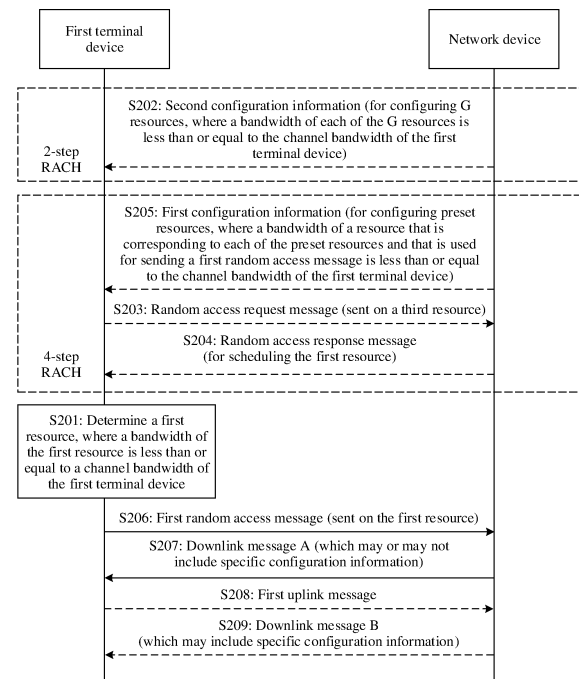 First terminal
device
Network device
S202: Second configuration information (for configuring G
resources, where a bandwidth of each of the G resources is
less than or equal to the channel bandwidth of the first
terminal device)
2-step
RACH
S205: First configuration information (for configuring preset
resources, where a bandwidth of a resource that is
corresponding to each of the preset resources and that is used
for sending a first random access message is less than or equal
to the channel bandwidth of the first terminal device)
S203: Random access request message (sent on a third resource)
S204: Random access response message
(for scheduling the first resource)
4-step
RACH
S201: Determine a first
resource, where a bandwidth of
the first resource is less than or
equal to a channel bandwidth of
the first terminal device
S206: First random access message (sent on the first resource)
S207: Downlink message A (which may or may not
include specific configuration information)
S208: First uplink message
S209: Downlink message B
(which may include specific configuration information)